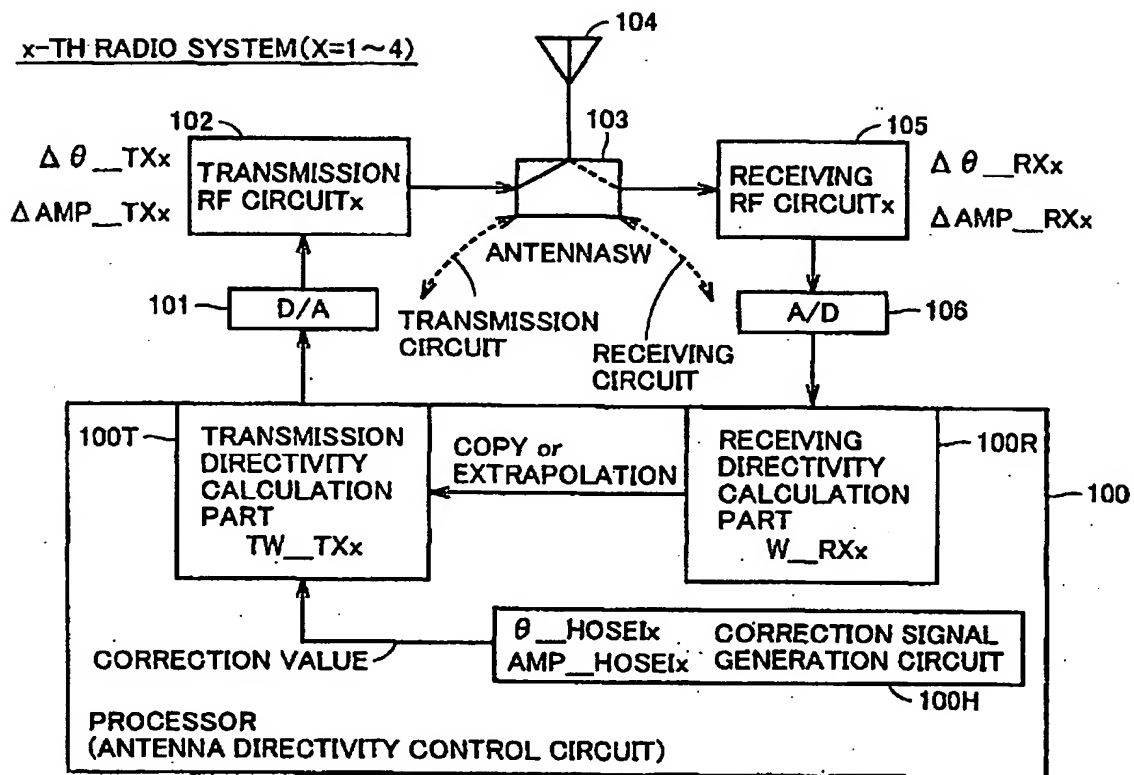 x-TH RADIO SYSTEM(X=1~4)
104
102
103
105
Δθ__TXx
ΔAMP__TXx
TRANSMISSION
RF CIRCUITx
RECEIVING
RF CIRCUITx
Δθ__RXx
ΔAMP__RXx
ANTENNASW
101
D/A
TRANSMISSION
CIRCUIT
RECEIVING
CIRCUIT
A/D
106
100T
TRANSMISSION
DIRECTIVITY
CALCULATION
PART
TW__TXx
COPY or
EXTRAPOLATION
RECEIVING
DIRECTIVITY
CALCULATION
PART
W__RXx
100R
100
CORRECTION VALUE
θ__HOSEIx
AMP__HOSEIx
CORRECTION SIGNAL
GENERATION CIRCUIT
100H
PROCESSOR
(ANTENNA DIRECTIVITY CONTROL CIRCUIT)